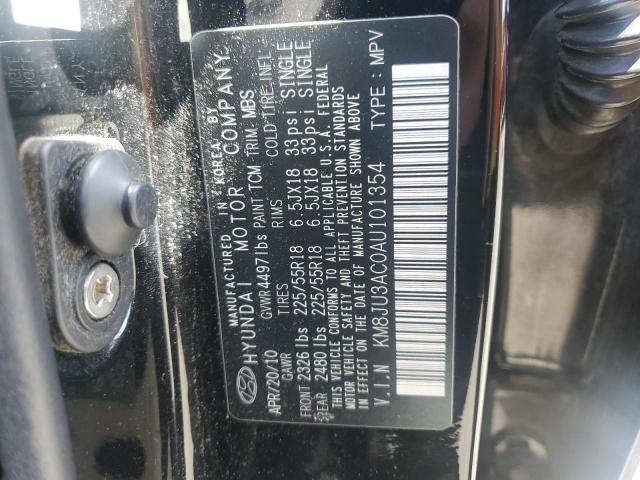 MANUFACTURED IN KOREA BY
HYUNDAI MOTOR COMPANY
APR/20/10 GVWR 4497lbs PAINT TCM TRIM MBS
GAWR TIRES RIMS COLD TIRE INFL.
FRONT 2326 lbs 225/55R18 6.5JX18 33psi SINGLE
REAR 2480 lbs 225/55R18 6.5JX18 33psi SINGLE
THIS VEHICLE CONFORMS TO ALL APPLICABLE U.S.A. FEDERAL
MOTOR VEHICLE SAFETY AND THEFT PREVENTION STANDARDS
IN EFFECT ON THE DATE OF MANUFACTURE SHOWN ABOVE
V.I.N KM8JU3AC0AU101354 TYPE : MPV